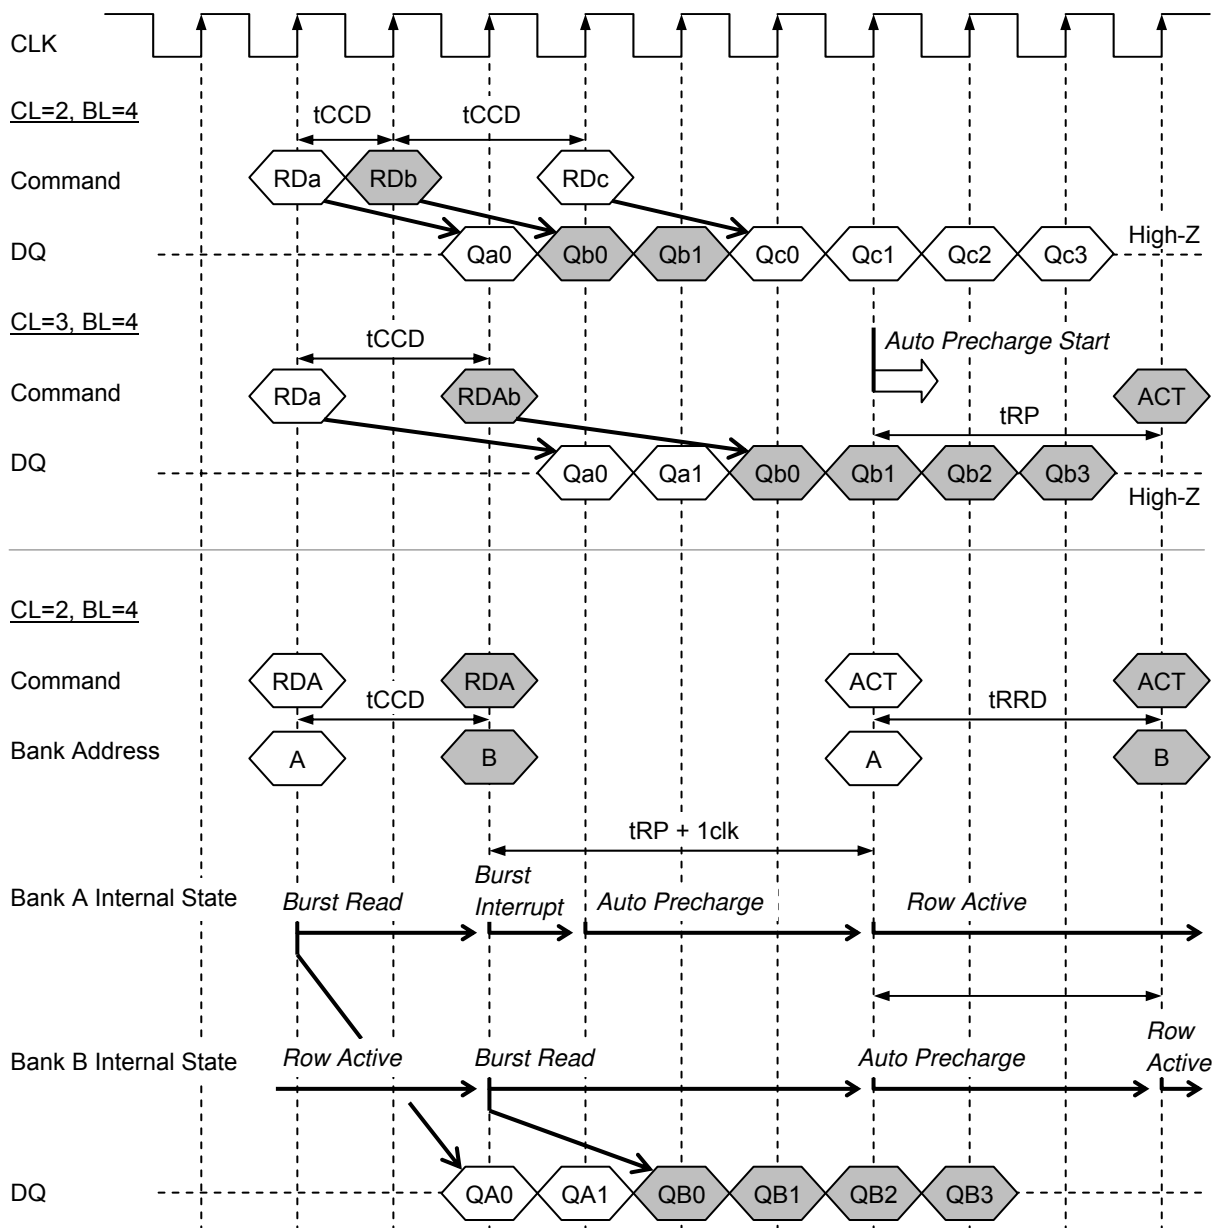 CLK
CL=2, BL=4
tCCD tCCD
Command RDa RDb RDc
DQ Qa0 Qb0 Qb1 Qc0 Qc1 Qc2 Qc3 High-Z
CL=3, BL=4
tCCD Auto Precharge Start
Command RDa RDAb ACT
tRP
DQ Qa0 Qa1 Qb0 Qb1 Qb2 Qb3
High-Z
CL=2, BL=4
Command RDA RDA ACT ACT
tCCD tRRD
Bank Address A B A B
tRP + 1clk
Bank A Internal State Burst Read Burst Interrupt Auto Precharge Row Active
Bank B Internal State Row Active Burst Read Auto Precharge Row Active
DQ QA0 QA1 QB0 QB1 QB2 QB3